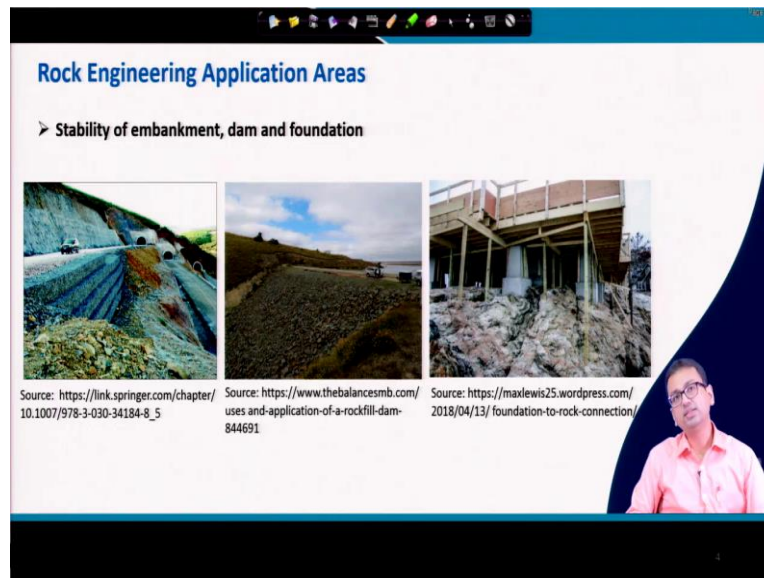 Rock Engineering Application Areas
➢ Stability of embankment, dam and foundation
Source: https://link.springer.com/chapter/
10.1007/978-3-030-34184-8_5
Source: https://www.thebalancesmb.com/
uses and-application-of-a-rockfill-dam-
844691
Source: https://maxlewis25.wordpress.com/
2018/04/13/ foundation-to-rock-connection/
4